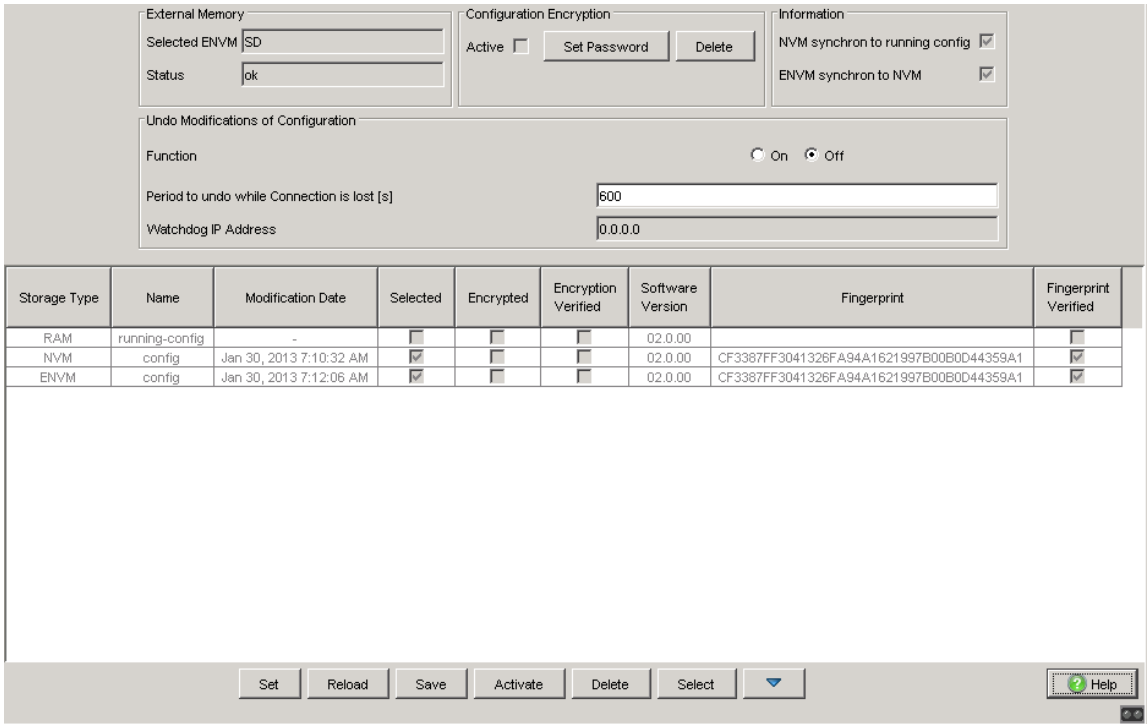 External Memory
Selected ENVM SD
Status ok
Configuration Encryption
Active Set Password Delete
Information
NVM synchron to running config
ENVM synchron to NVM
Undo Modifications of Configuration
Function On Off
Period to undo while Connection is lost [s] 600
Watchdog IP Address 0.0.0.0
Storage Type Name Modification Date Selected Encrypted Encryption Verified Software Version Fingerprint Fingerprint Verified
RAM running-config - 02.0.00
NVM config Jan 30, 2013 7:10:32 AM 02.0.00 CF3387FF3041326FA94A1621997B00B0D44359A1
ENVM config Jan 30, 2013 7:12:06 AM 02.0.00 CF3387FF3041326FA94A1621997B00B0D44359A1
Set Reload Save Activate Delete Select Help